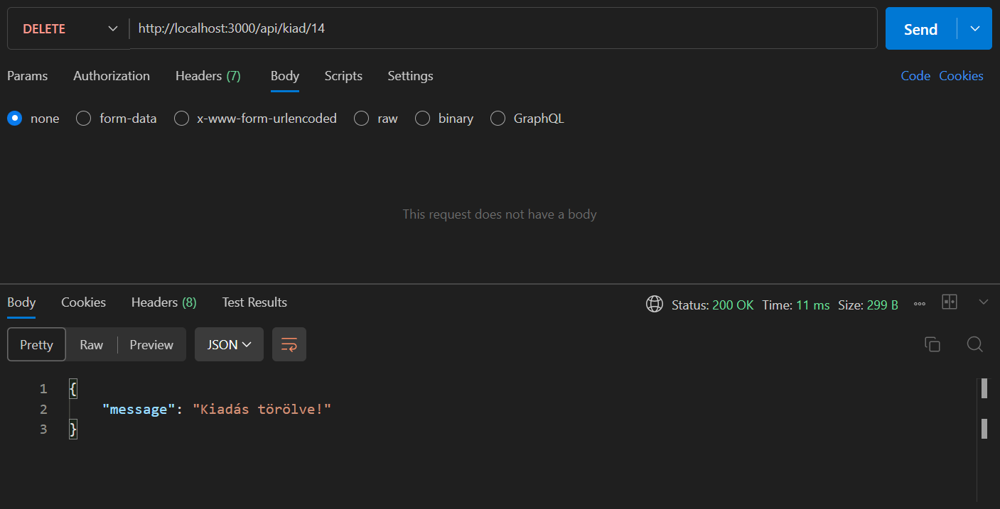 DELETE http://localhost:3000/api/kiad/14 Send
Params Authorization Headers (7) Body Scripts Settings Code Cookies
none form-data x-www-form-urlencoded raw binary GraphQL
This request does not have a body
Body Cookies Headers (8) Test Results Status: 200 OK Time: 11 ms Size: 299 B
Pretty Raw Preview JSON
1 {
2 "message": "Kiadás törölve!"
3 }